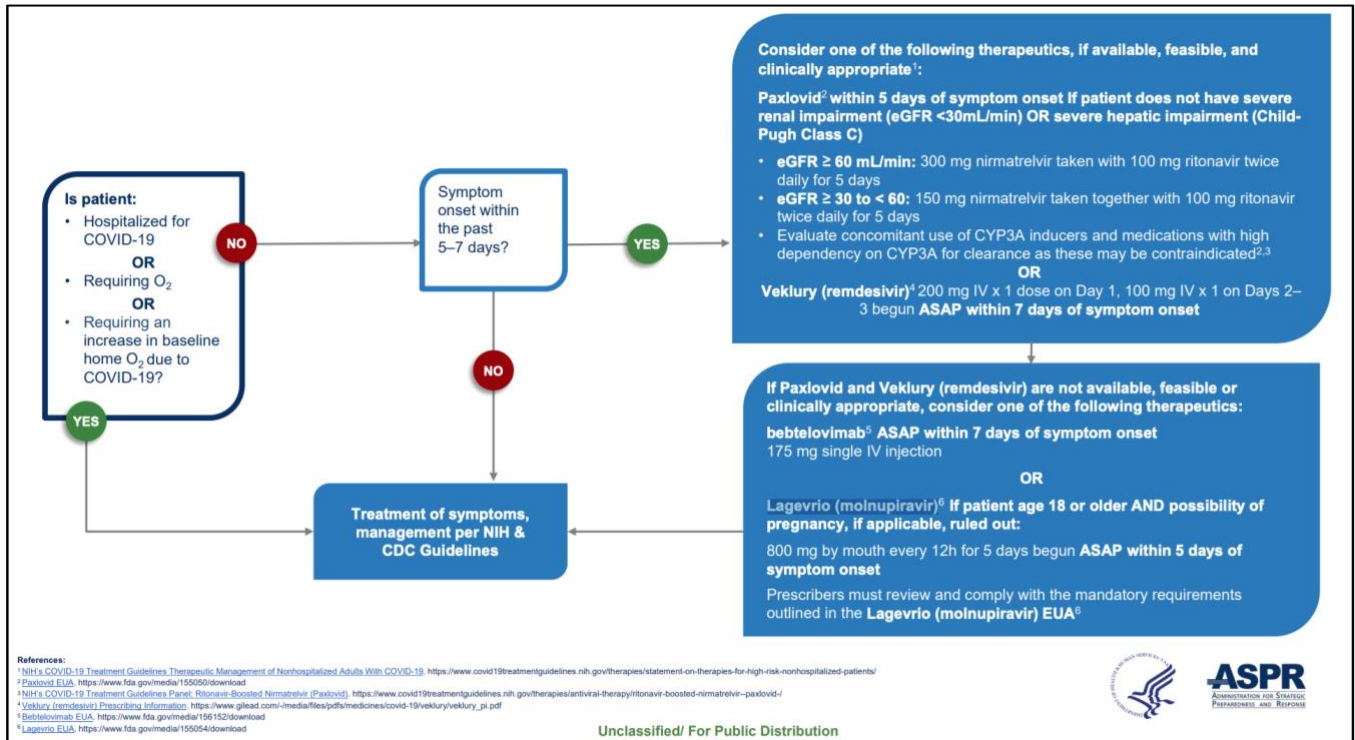 Is patient:
• Hospitalized for
COVID-19
OR
• Requiring O₂
OR
• Requiring an
increase in baseline
home O₂ due to
COVID-19?
NO
YES
Symptom
onset within
the past
5–7 days?
YES
NO
Consider one of the following therapeutics, if available, feasible, and
clinically appropriate¹:
Paxlovid² within 5 days of symptom onset If patient does not have severe
renal impairment (eGFR <30mL/min) OR severe hepatic impairment (Child-
Pugh Class C)
• eGFR ≥ 60 mL/min: 300 mg nirmatrelvir taken with 100 mg ritonavir twice
daily for 5 days
• eGFR ≥ 30 to < 60: 150 mg nirmatrelvir taken together with 100 mg ritonavir
twice daily for 5 days
• Evaluate concomitant use of CYP3A inducers and medications with high
dependency on CYP3A for clearance as these may be contraindicated²,³
OR
Veklury (remdesivir)⁴ 200 mg IV x 1 dose on Day 1, 100 mg IV x 1 on Days 2–
3 begun ASAP within 7 days of symptom onset
If Paxlovid and Veklury (remdesivir) are not available, feasible or
clinically appropriate, consider one of the following therapeutics:
bebtelovimab⁵ ASAP within 7 days of symptom onset
175 mg single IV injection
OR
Lagevrio (molnupiravir)⁶ If patient age 18 or older AND possibility of
pregnancy, if applicable, ruled out:
800 mg by mouth every 12h for 5 days begun ASAP within 5 days of
symptom onset
Prescribers must review and comply with the mandatory requirements
outlined in the Lagevrio (molnupiravir) EUA⁶
Treatment of symptoms,
management per NIH &
CDC Guidelines
References:
¹ NIH's COVID-19 Treatment Guidelines Therapeutic Management of Nonhospitalized Adults With COVID-19. https://www.covid19treatmentguidelines.nih.gov/therapies/statement-on-therapies-for-high-risk-nonhospitalized-patients/
² Paxlovid EUA. https://www.fda.gov/media/155050/download
³ NIH's COVID-19 Treatment Guidelines Panel: Ritonavir-Boosted Nirmatrelvir (Paxlovid). https://www.covid19treatmentguidelines.nih.gov/therapies/antiviral-therapy/ritonavir-boosted-nirmatrelvir--paxlovid-/
⁴ Veklury (remdesivir) Prescribing Information. https://www.gilead.com/-/media/files/pdfs/medicines/covid-19/veklury/veklury_pi.pdf
⁵ Bebtelovimab EUA. https://www.fda.gov/media/156152/download
⁶ Lagevrio EUA. https://www.fda.gov/media/155054/download
Unclassified/ For Public Distribution
ASPR
ADMINISTRATION FOR STRATEGIC
PREPAREDNESS AND RESPONSE